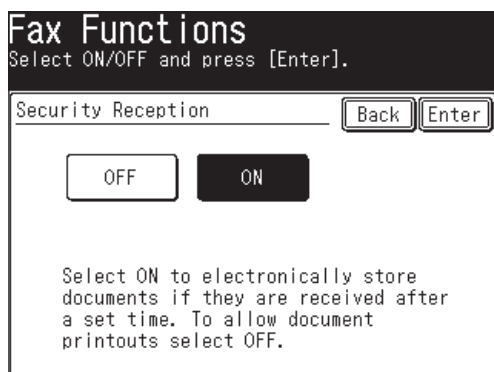 Fax Functions
Select ON/OFF and press [Enter].
Security Reception Back Enter
OFF ON
Select ON to electronically store
documents if they are received after
a set time. To allow document
printouts select OFF.